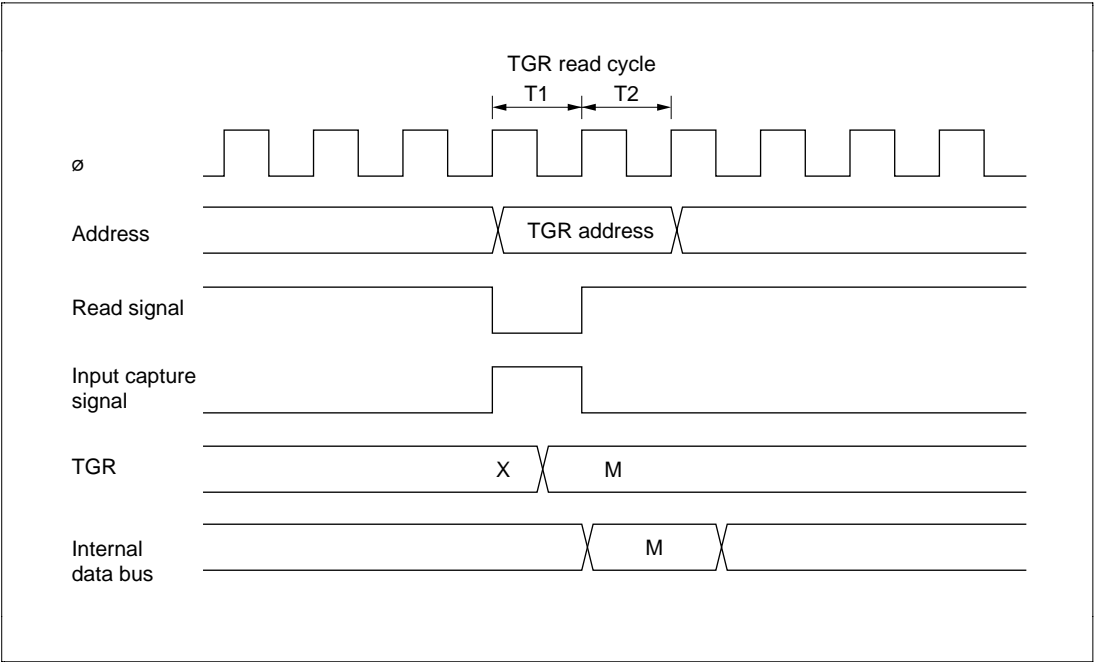 TGR read cycle
T1 T2
ø
Address
TGR address
Read signal
Input capture
signal
TGR
X M
Internal
data bus
M